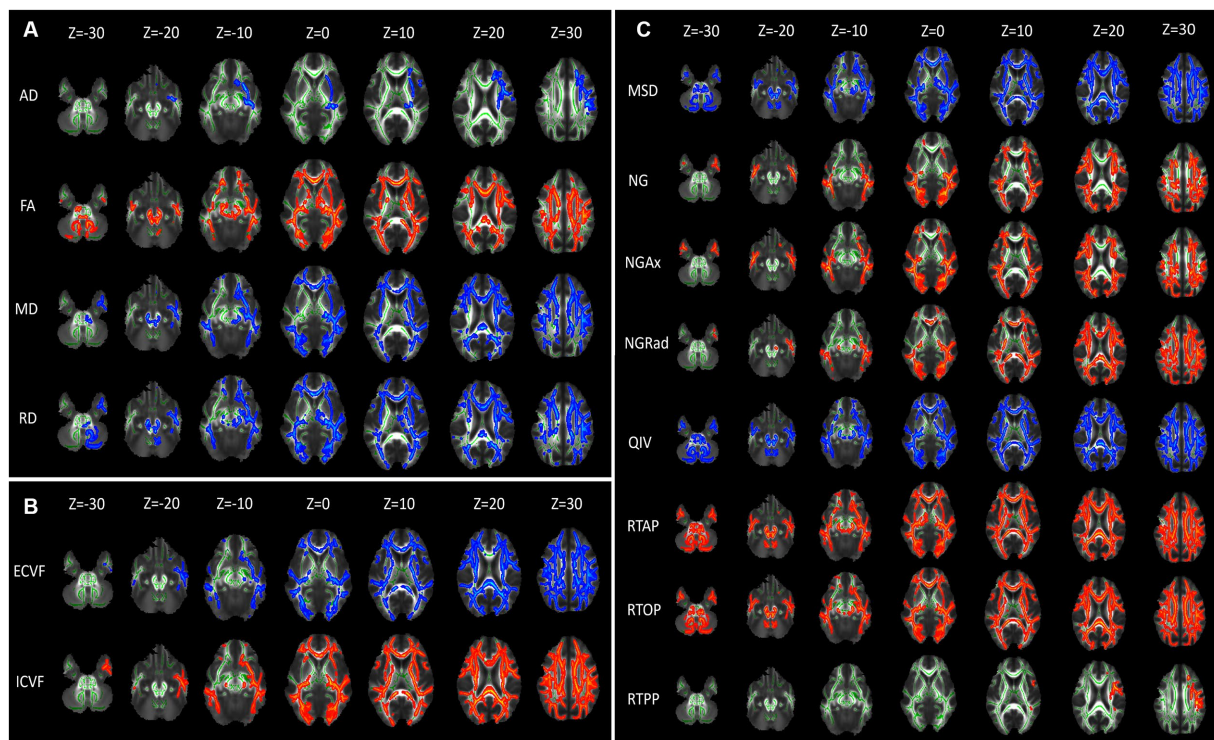 A
Z=-30 Z=-20 Z=-10 Z=0 Z=10 Z=20 Z=30
AD
FA
MD
RD
B
Z=-30 Z=-20 Z=-10 Z=0 Z=10 Z=20 Z=30
ECVF
ICVF
C
Z=-30 Z=-20 Z=-10 Z=0 Z=10 Z=20 Z=30
MSD
NG
NGAx
NGRad
QIV
RTAP
RTOP
RTPP